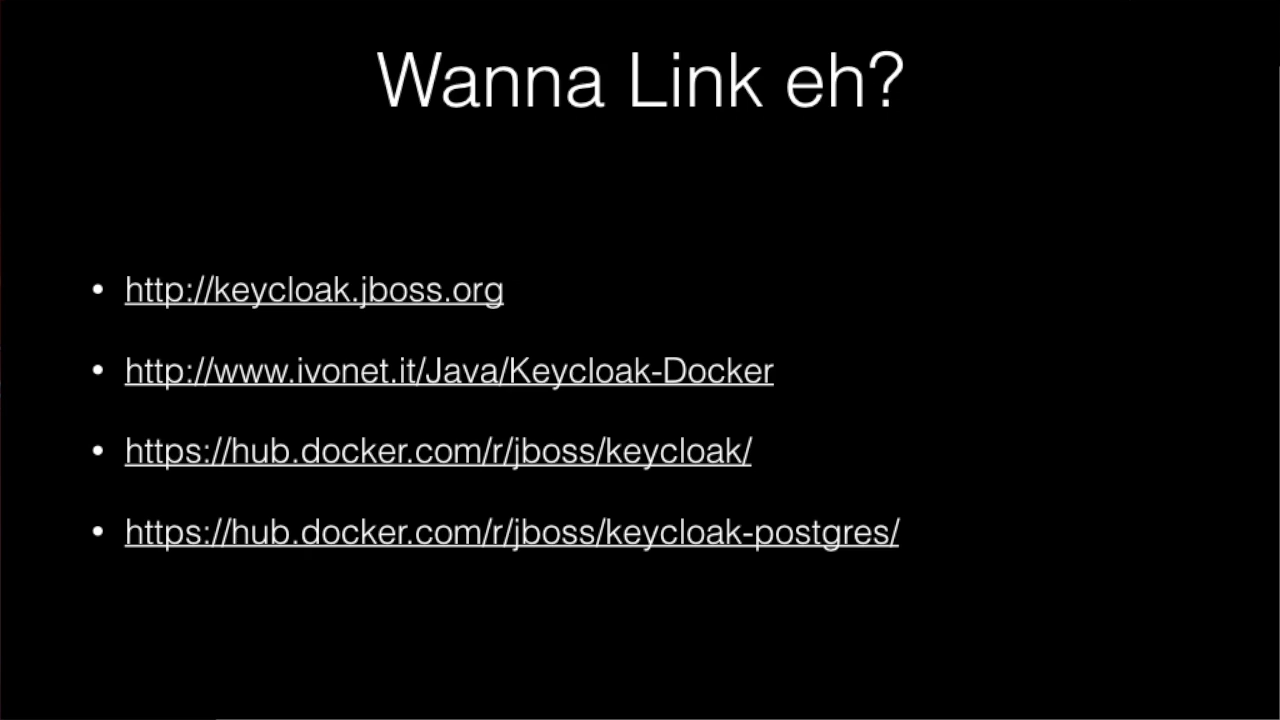 Wanna Link eh?
• http://keycloak.jboss.org
• http://www.ivonet.it/Java/Keycloak-Docker
• https://hub.docker.com/r/jboss/keycloak/
• https://hub.docker.com/r/jboss/keycloak-postgres/